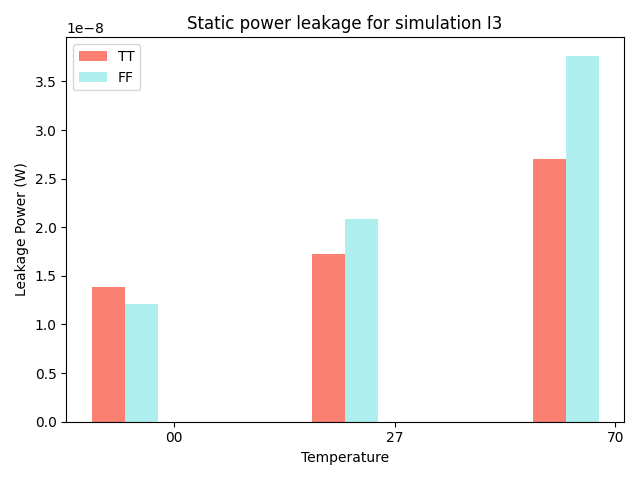 Static power leakage for simulation I3
1e−8
TT
FF
3.5
3.0
2.5
2.0
1.5
1.0
0.5
0.0
Leakage Power (W)
00 27 70
Temperature